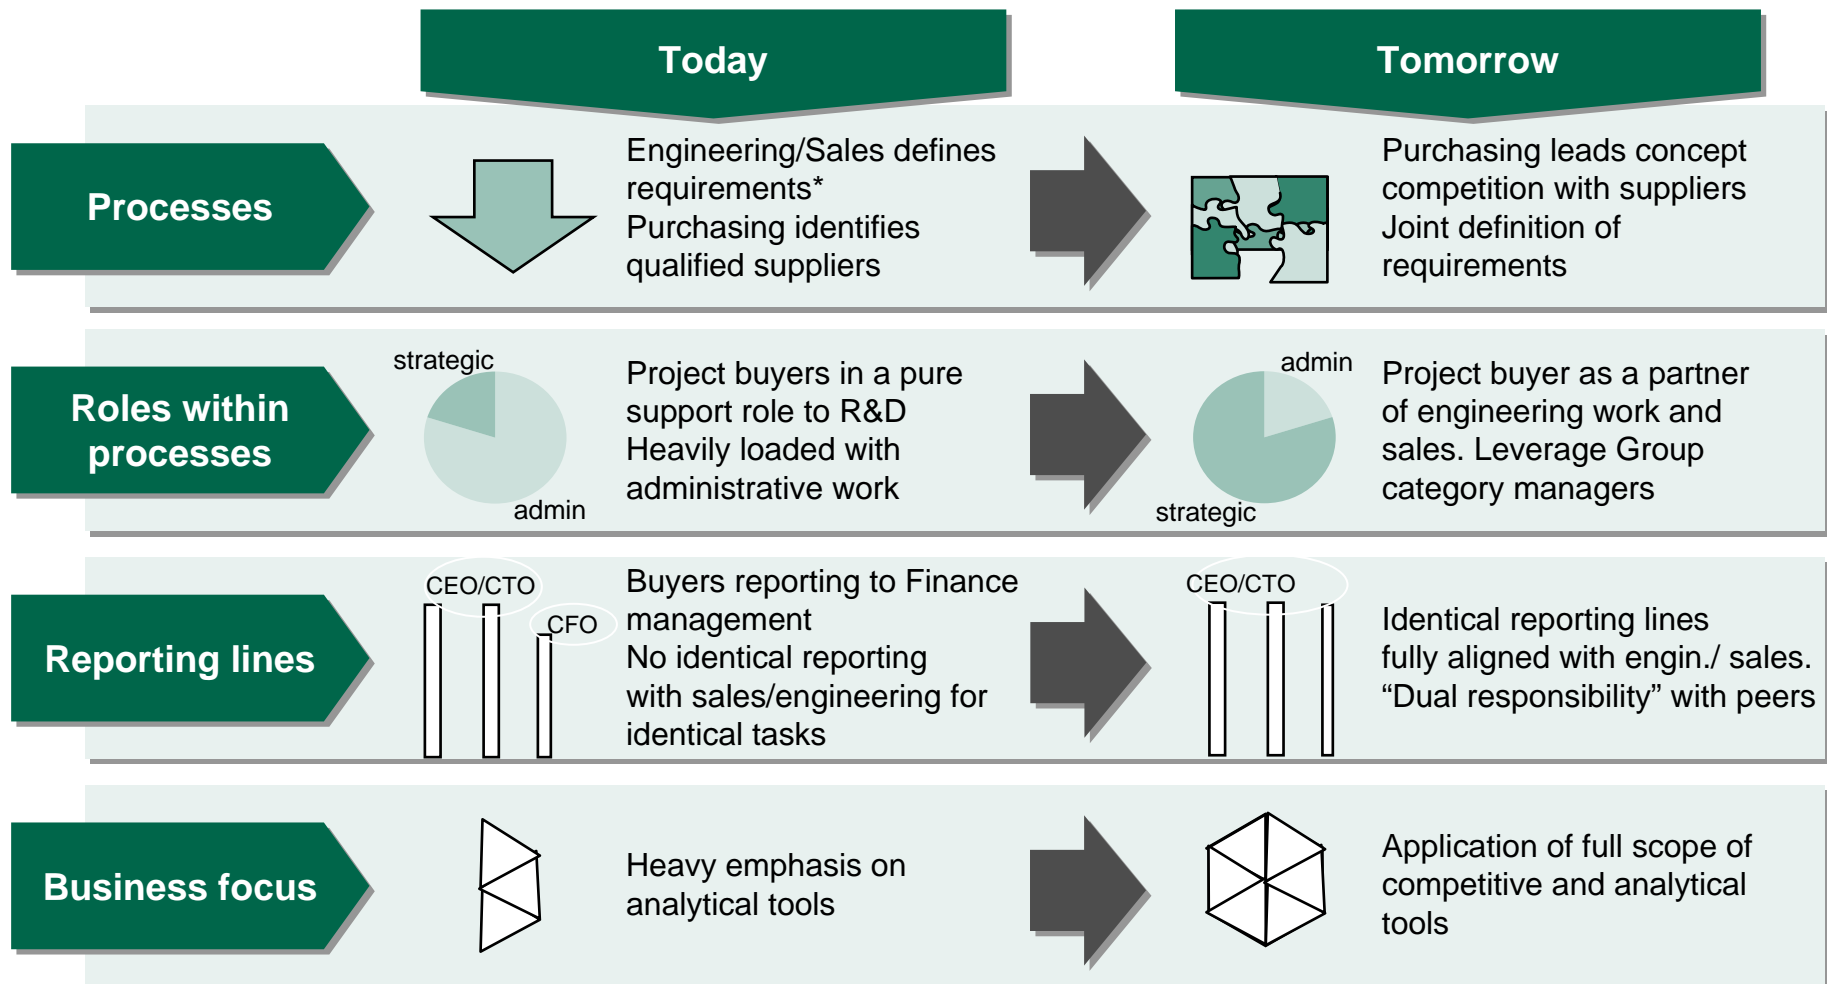 Today
Tomorrow
Processes
Engineering/Sales defines
requirements*
Purchasing identifies
qualified suppliers
Purchasing leads concept
competition with suppliers
Joint definition of
requirements
Roles within
processes
strategic
admin
Project buyers in a pure
support role to R&D
Heavily loaded with
administrative work
admin
strategic
Project buyer as a partner
of engineering work and
sales. Leverage Group
category managers
Reporting lines
CEO/CTO
CFO
Buyers reporting to Finance
management
No identical reporting
with sales/engineering for
identical tasks
CEO/CTO
Identical reporting lines
fully aligned with engin./ sales.
“Dual responsibility” with peers
Business focus
Heavy emphasis on
analytical tools
Application of full scope of
competitive and analytical
tools